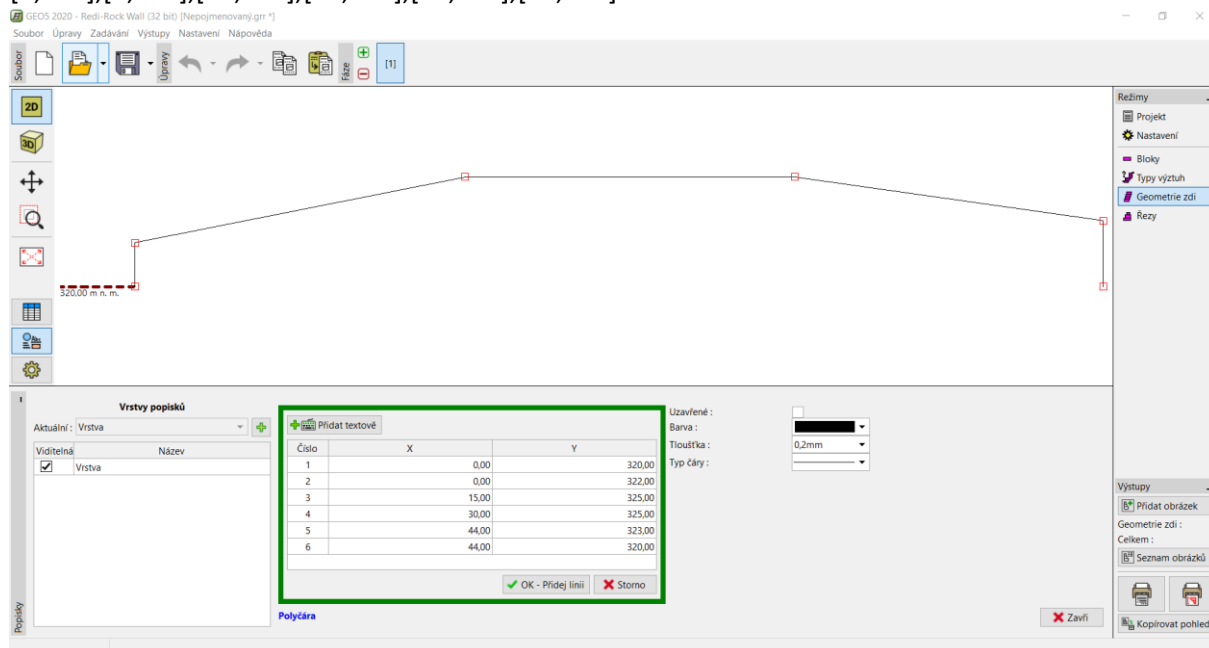 GEO5 2020 - Redi-Rock Wall (32 bit) [Nepojmenovaný.grr *]
Soubor Úpravy Zadávání Výstupy Nastavení Nápověda
Soubor
Úpravy
Fáze
[1]
2D
3D
320,00 m n. m.
Režimy
Projekt
Nastavení
Bloky
Typy výztuh
Geometrie zdi
Řezy
Popisky
Vrstvy popisků
Aktuální : Vrstva
Viditelná Název
Vrstva
Přidat textově
Číslo X Y
1 0,00 320,00
2 0,00 322,00
3 15,00 325,00
4 30,00 325,00
5 44,00 323,00
6 44,00 320,00
OK - Přidej linii Storno
Polyčára
Uzavřené :
Barva :
Tloušťka : 0,2mm
Typ čáry :
Zavři
Výstupy
Přidat obrázek
Geometrie zdi :
Celkem :
Seznam obrázků
Kopírovat pohled